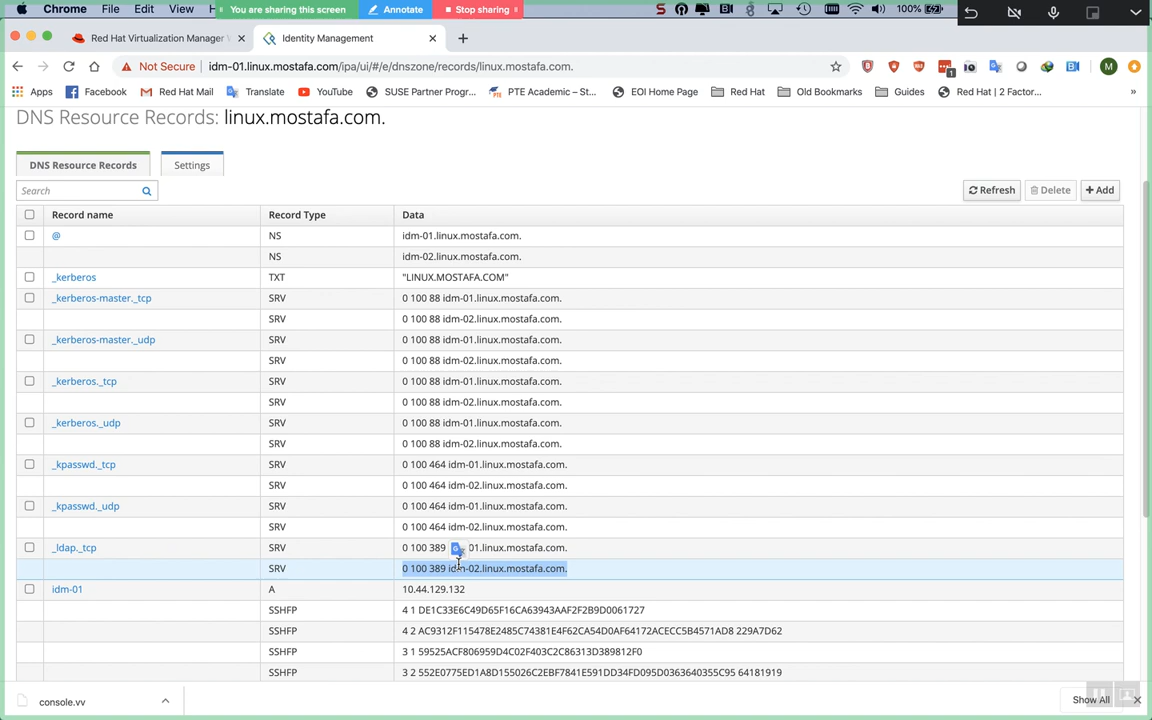 Chrome File Edit View H You are sharing this screen Annotate Stop sharing 100%
Red Hat Virtualization Manager Identity Management
Not Secure idm-01.linux.mostafa.com/ipa/ui/#/e/dnszone/records/linux.mostafa.com. M
Apps Facebook Red Hat Mail Translate YouTube SUSE Partner Progr... PTE Academic – St... EOI Home Page Red Hat Old Bookmarks Guides Red Hat | 2 Factor... »
DNS Resource Records: linux.mostafa.com.
DNS Resource Records Settings
Search Refresh Delete Add
Record name Record Type Data
@ NS idm-01.linux.mostafa.com.
NS idm-02.linux.mostafa.com.
_kerberos TXT "LINUX.MOSTAFA.COM"
_kerberos-master._tcp SRV 0 100 88 idm-01.linux.mostafa.com.
SRV 0 100 88 idm-02.linux.mostafa.com.
_kerberos-master._udp SRV 0 100 88 idm-01.linux.mostafa.com.
SRV 0 100 88 idm-02.linux.mostafa.com.
_kerberos._tcp SRV 0 100 88 idm-01.linux.mostafa.com.
SRV 0 100 88 idm-02.linux.mostafa.com.
_kerberos._udp SRV 0 100 88 idm-01.linux.mostafa.com.
SRV 0 100 88 idm-02.linux.mostafa.com.
_kpasswd._tcp SRV 0 100 464 idm-01.linux.mostafa.com.
SRV 0 100 464 idm-02.linux.mostafa.com.
_kpasswd._udp SRV 0 100 464 idm-01.linux.mostafa.com.
SRV 0 100 464 idm-02.linux.mostafa.com.
_ldap._tcp SRV 0 100 389 01.linux.mostafa.com.
SRV 0 100 389 idm-02.linux.mostafa.com.
idm-01 A 10.44.129.132
SSHFP 4 1 DE1C33E6C49D65F16CA63943AAF2F2B9D0061727
SSHFP 4 2 AC9312F115478E2485C74381E4F62CA54D0AF64172ACECC5B4571AD8 229A7D62
SSHFP 3 1 59525ACF806959D4C02F403C2C86313D389812F0
SSHFP 3 2 552E0775ED1A8D155026C2EBF7841E591DD34FD095D0363640355C95 64181919
console.vv Show All